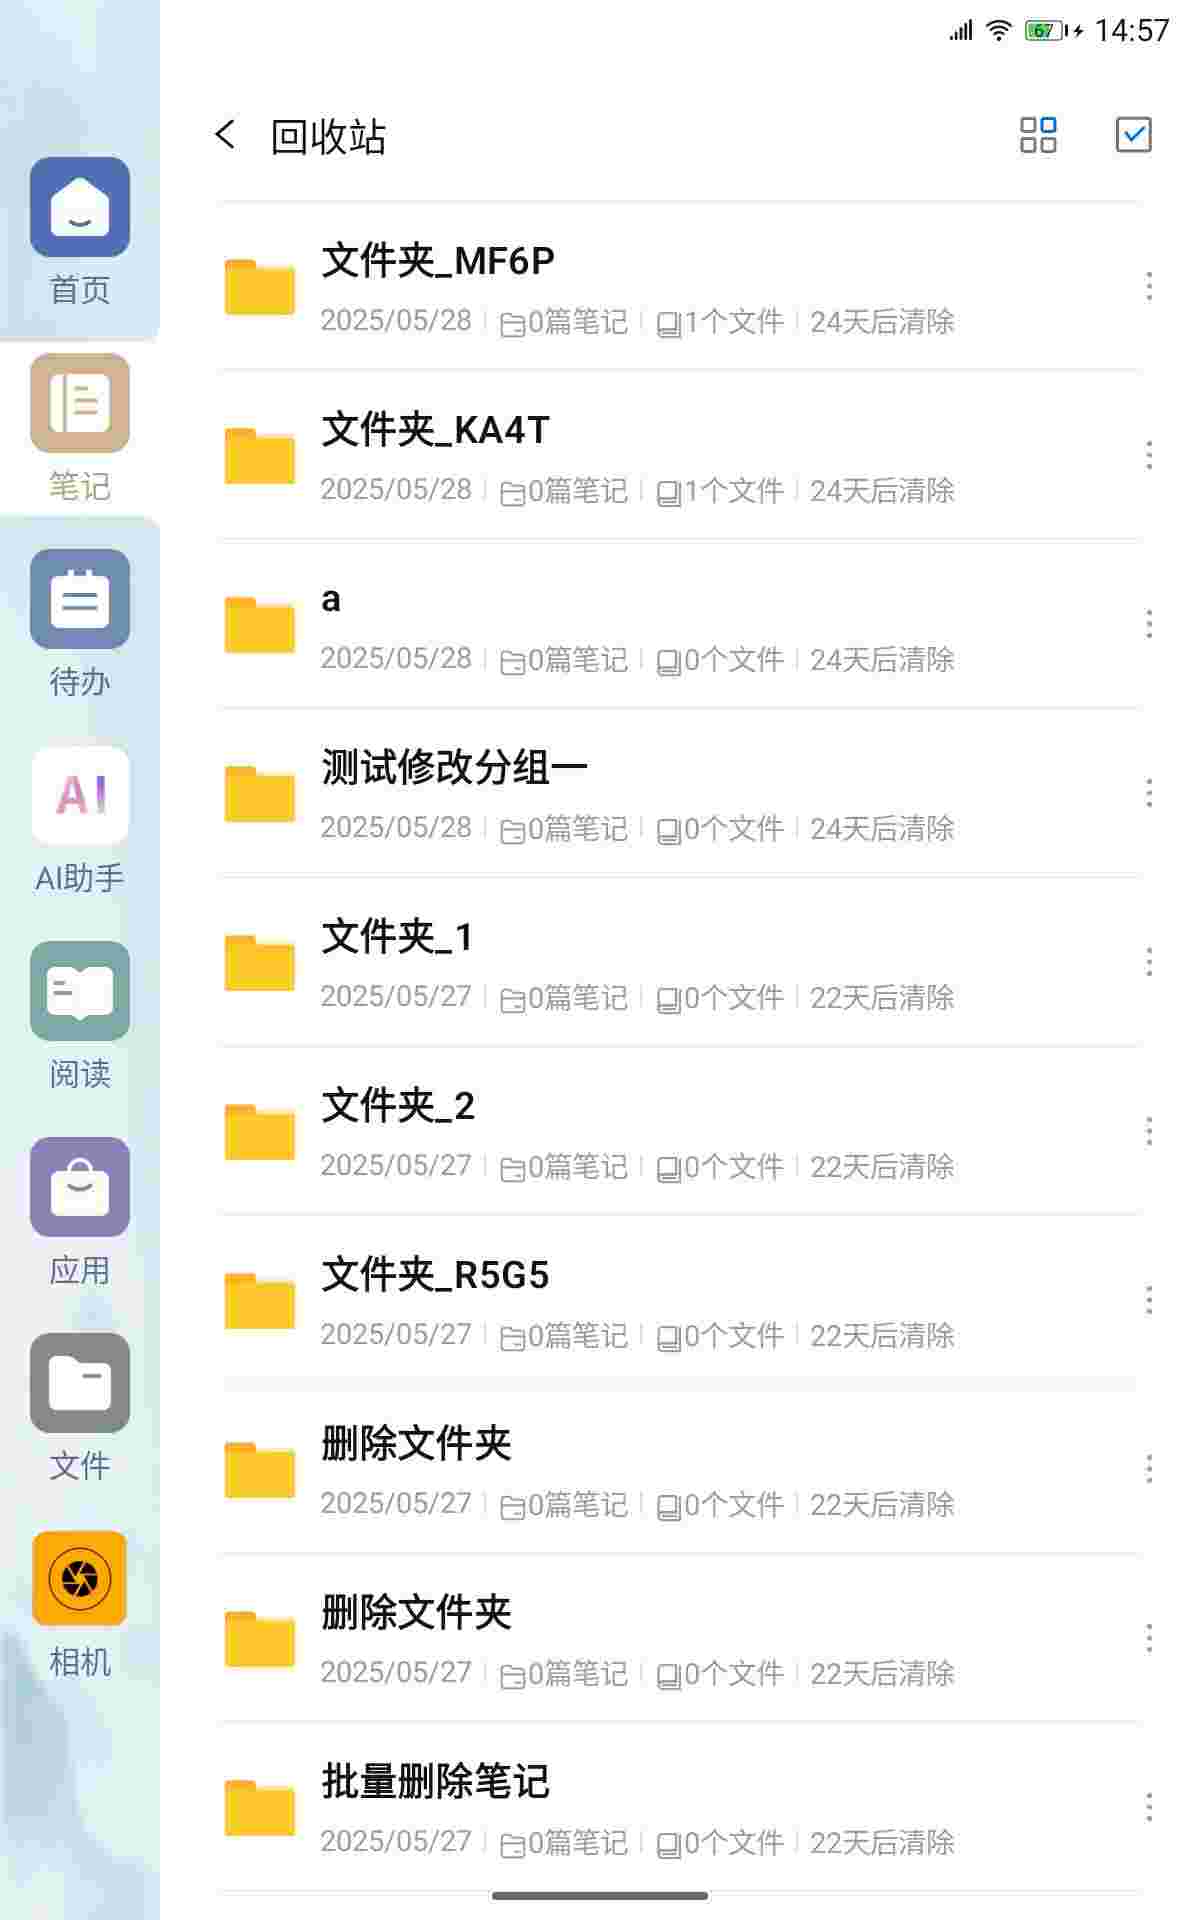 67 14:57
回收站
首页
笔记
待办
AI
AI助手
阅读
应用
文件
相机
文件夹_MF6P
2025/05/28 0篇笔记 1个文件 24天后清除
文件夹_KA4T
2025/05/28 0篇笔记 1个文件 24天后清除
a
2025/05/28 0篇笔记 0个文件 24天后清除
测试修改分组一
2025/05/28 0篇笔记 0个文件 24天后清除
文件夹_1
2025/05/27 0篇笔记 0个文件 22天后清除
文件夹_2
2025/05/27 0篇笔记 0个文件 22天后清除
文件夹_R5G5
2025/05/27 0篇笔记 0个文件 22天后清除
删除文件夹
2025/05/27 0篇笔记 0个文件 22天后清除
删除文件夹
2025/05/27 0篇笔记 0个文件 22天后清除
批量删除笔记
2025/05/27 0篇笔记 0个文件 22天后清除